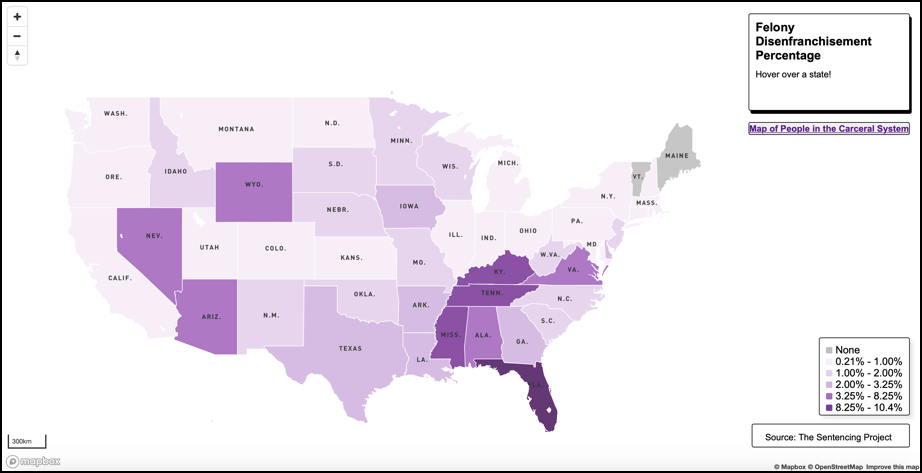 +
−
Felony
Disenfranchisement
Percentage
Hover over a state!
Map of People in the Carceral System
WASH.
MONTANA
N.D.
MINN.
ORE.
IDAHO
WYO.
S.D.
WIS.
MICH.
N.Y.
VT.
MAINE
MASS.
NEV.
UTAH
COLO.
NEBR.
IOWA
ILL.
IND.
OHIO
PA.
MD
CALIF.
KANS.
MO.
KY.
W.VA.
VA.
ARIZ.
N.M.
OKLA.
ARK.
TENN.
N.C.
TEXAS
LA.
MISS.
ALA.
GA.
S.C.
None
0.21% - 1.00%
1.00% - 2.00%
2.00% - 3.25%
3.25% - 8.25%
8.25% - 10.4%
Source: The Sentencing Project
300km
mapbox
© Mapbox © OpenStreetMap Improve this map